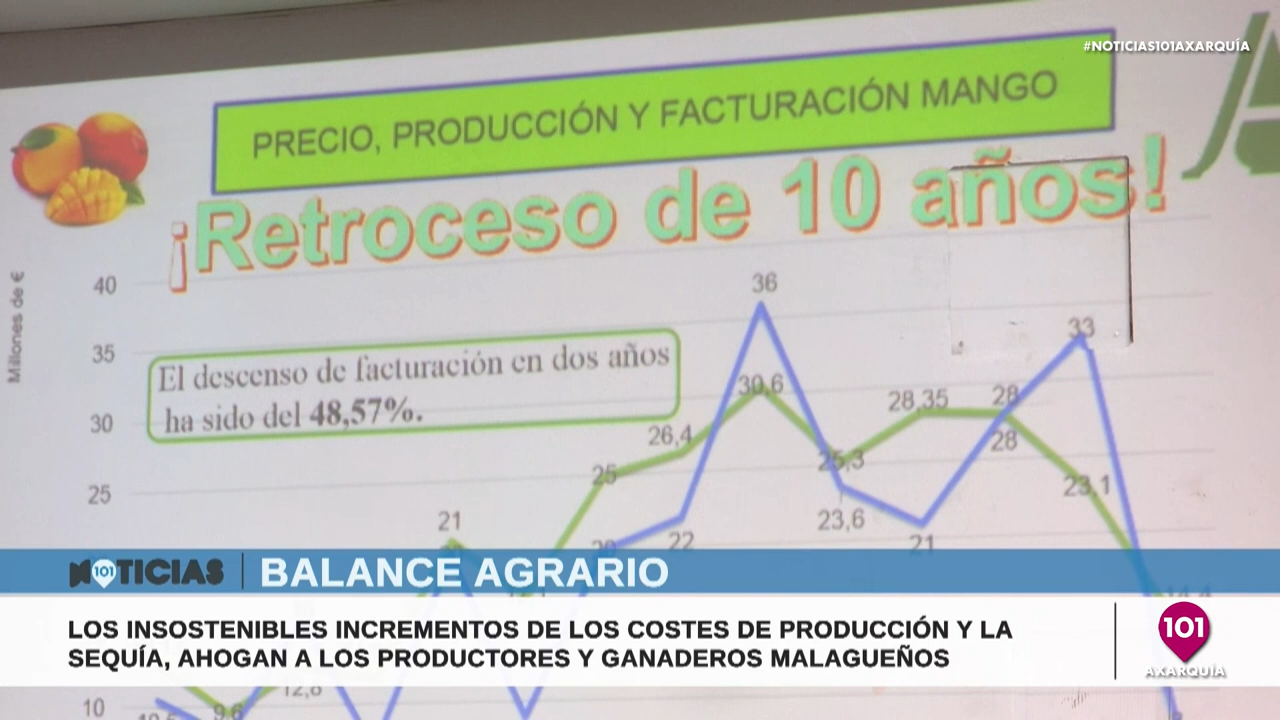 #NOTICIAS101AXARQUÍA
PRECIO, PRODUCCIÓN Y FACTURACIÓN MANGO
¡Retroceso de 10 años!
Millones de €
40
36
35
33
El descenso de facturación en dos años
ha sido del 48,57%.
30
30,6
28,35
28
26,4
28
25
25,3
23,1
25
23,6
21
22
21
NOTICIAS
101
BALANCE AGRARIO
LOS INSOSTENIBLES INCREMENTOS DE LOS COSTES DE PRODUCCIÓN Y LA
SEQUÍA, AHOGAN A LOS PRODUCTORES Y GANADEROS MALAGUEÑOS
101
AXARQUÍA
12,8
10
9,6